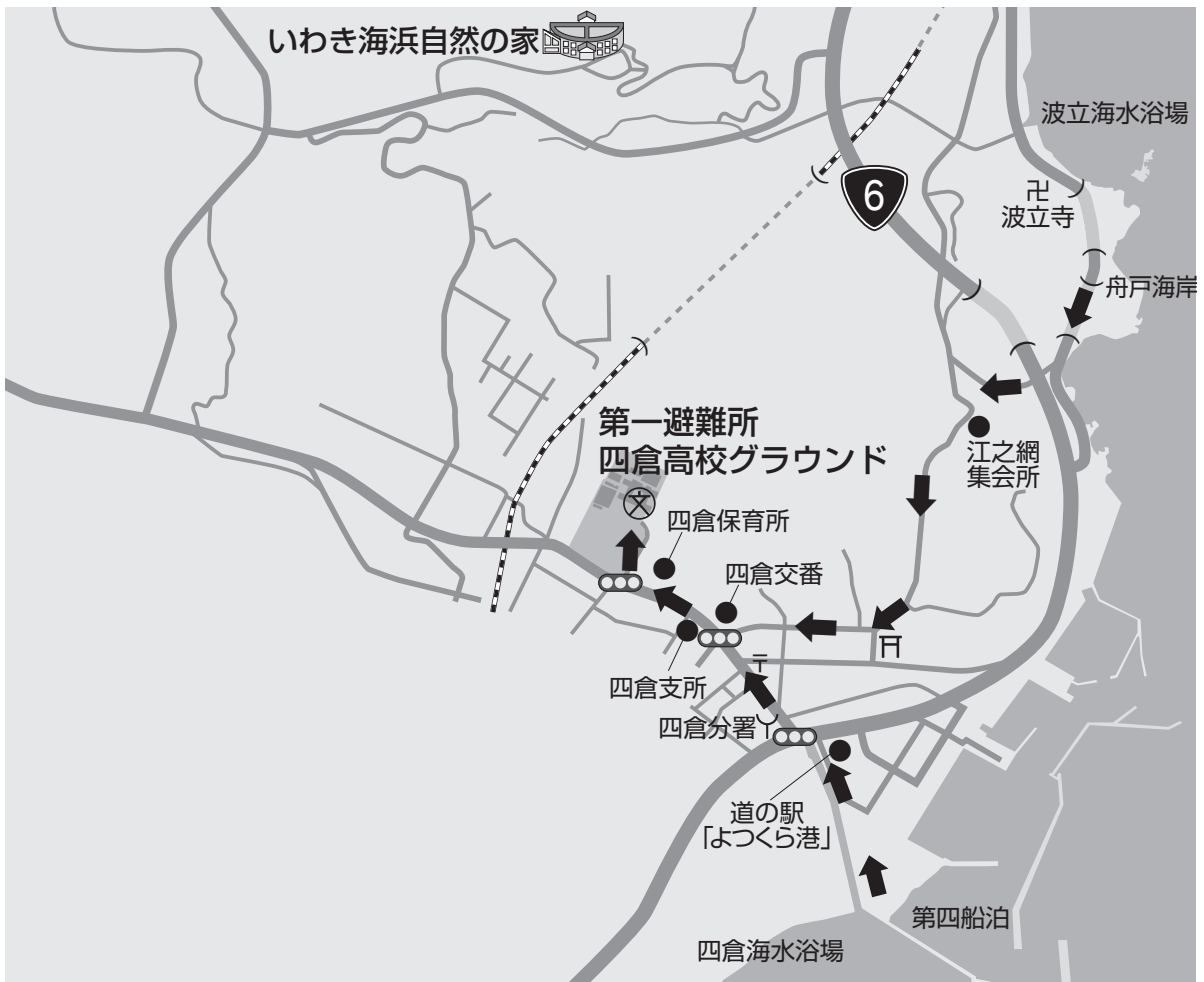 いわき海浜自然の家
波立海水浴場
6
波立寺
舟戸海岸
第一避難所
四倉高校グラウンド
江之網
集会所
文
四倉保育所
四倉交番
四倉支所
四倉分署
道の駅
「よつくら港」
第四船泊
四倉海水浴場